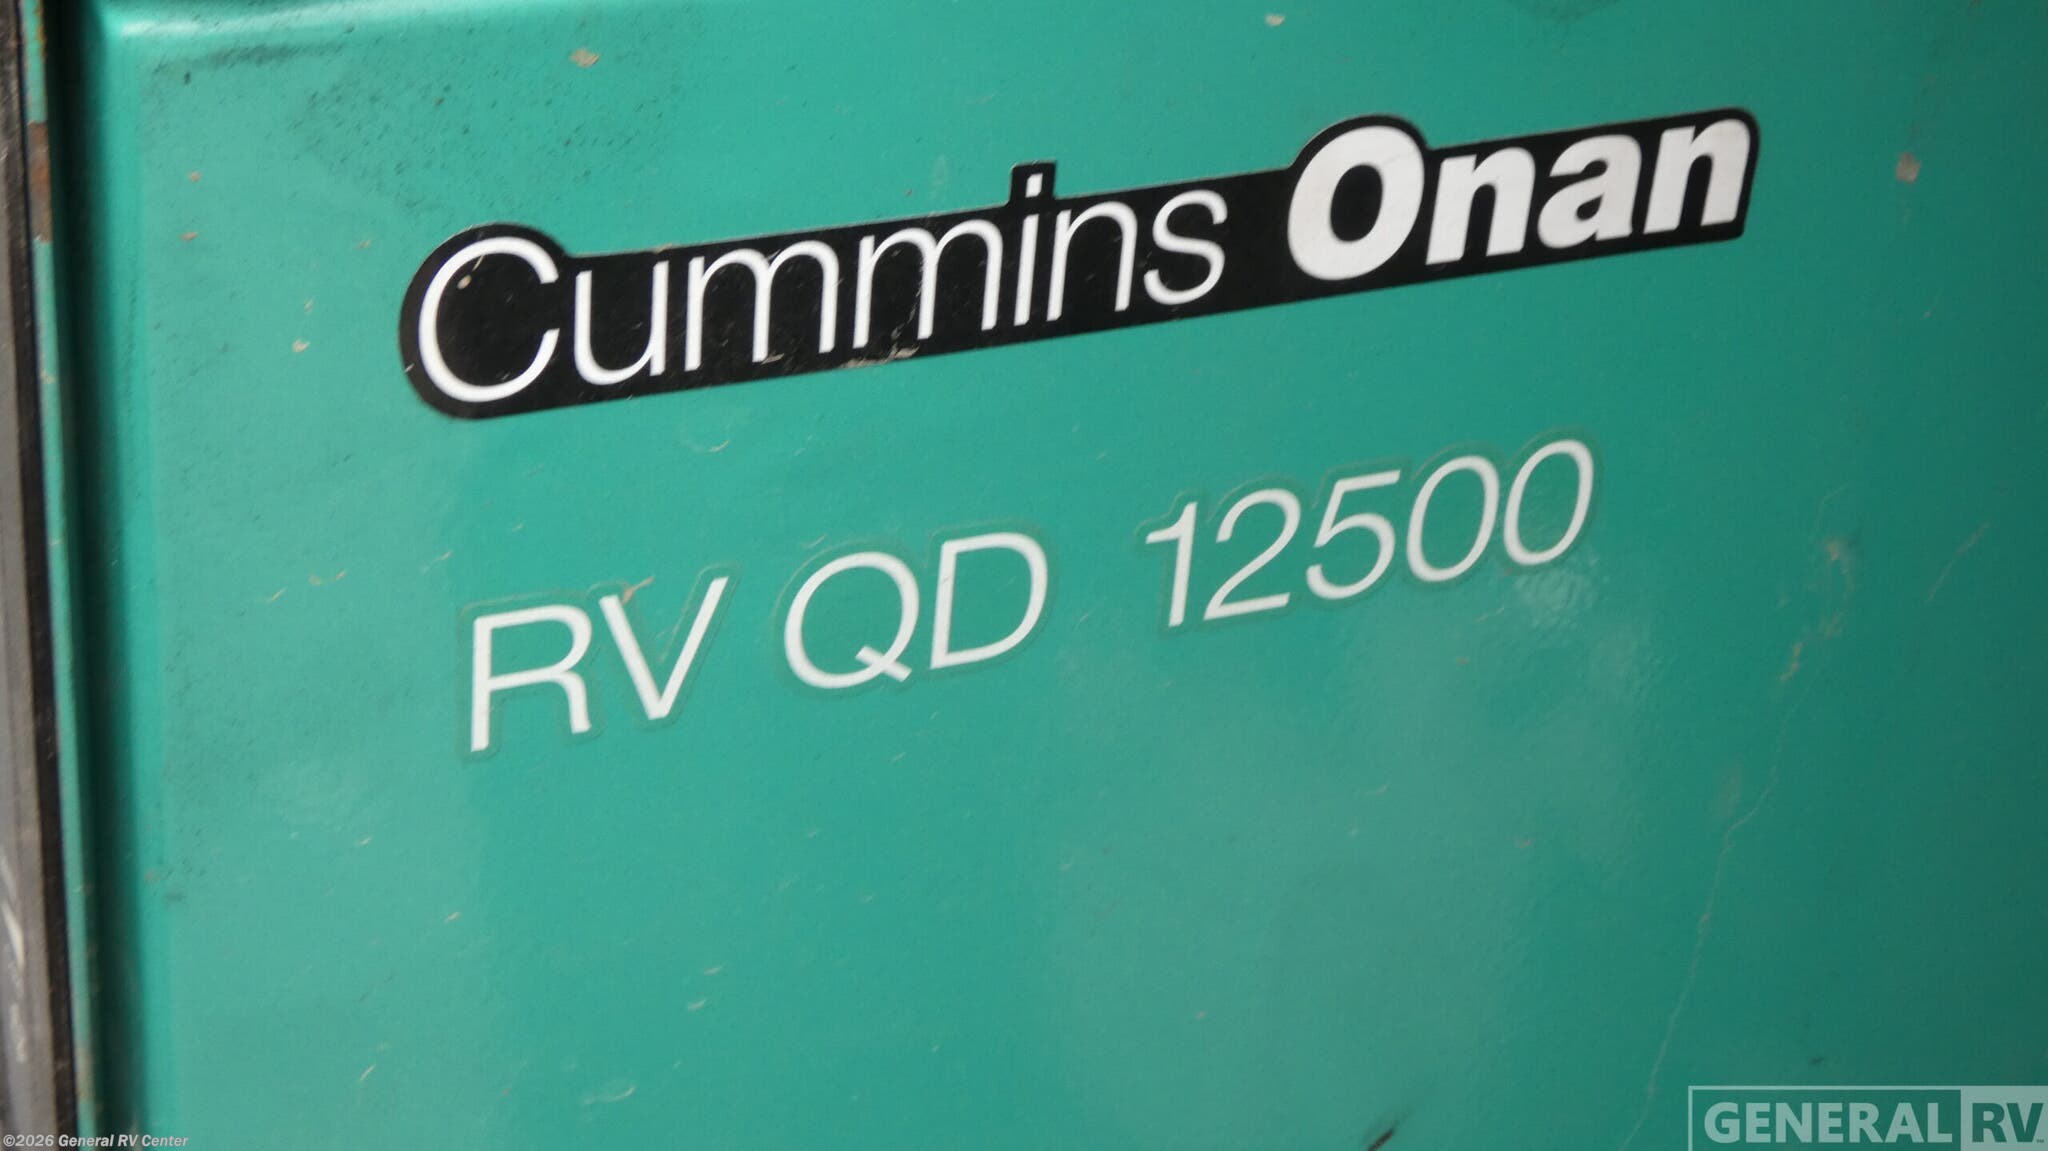 Cummins Onan
RV QD 12500
©2026 General RV Center
GENERAL RV